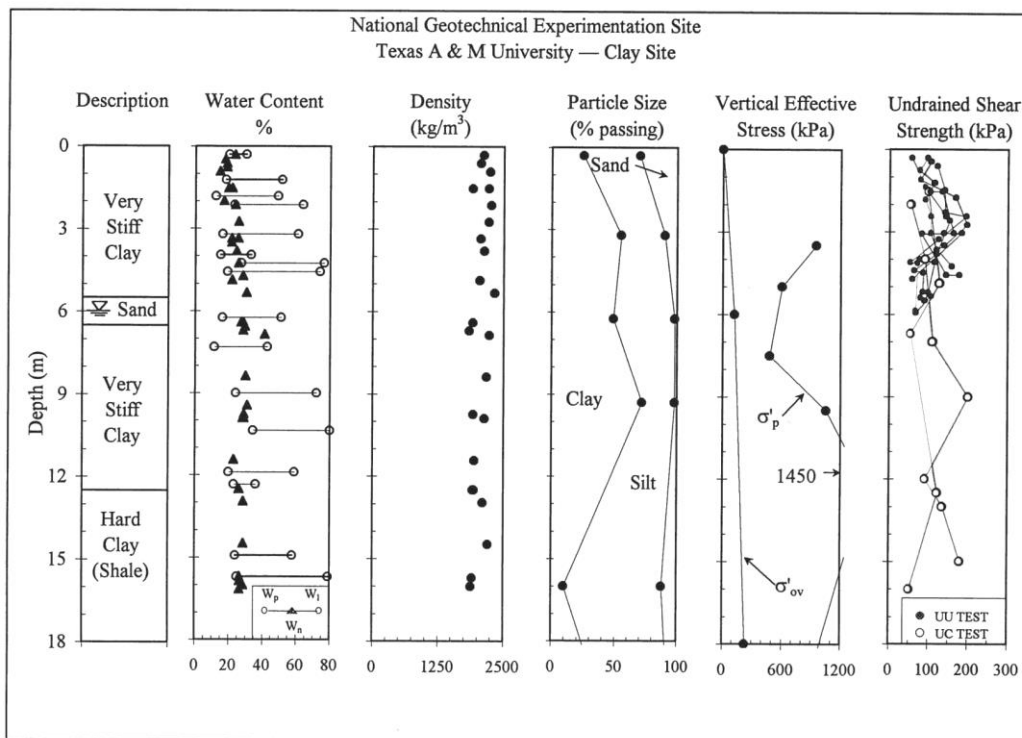 National Geotechnical Experimentation Site
Texas A & M University — Clay Site
Description
Water Content
%
Density
(kg/m³)
Particle Size
(% passing)
Vertical Effective
Stress (kPa)
Undrained Shear
Strength (kPa)
Depth (m)
0
3
6
9
12
15
18
Very
Stiff
Clay
Sand
Very
Stiff
Clay
Hard
Clay
(Shale)
Wp Wl
Wn
0 20 40 60 80
0 1250 2500
Sand
Clay
Silt
0 50 100
σ'p
1450
σ'ov
0 600 1200
UU TEST
UC TEST
0 100 200 300